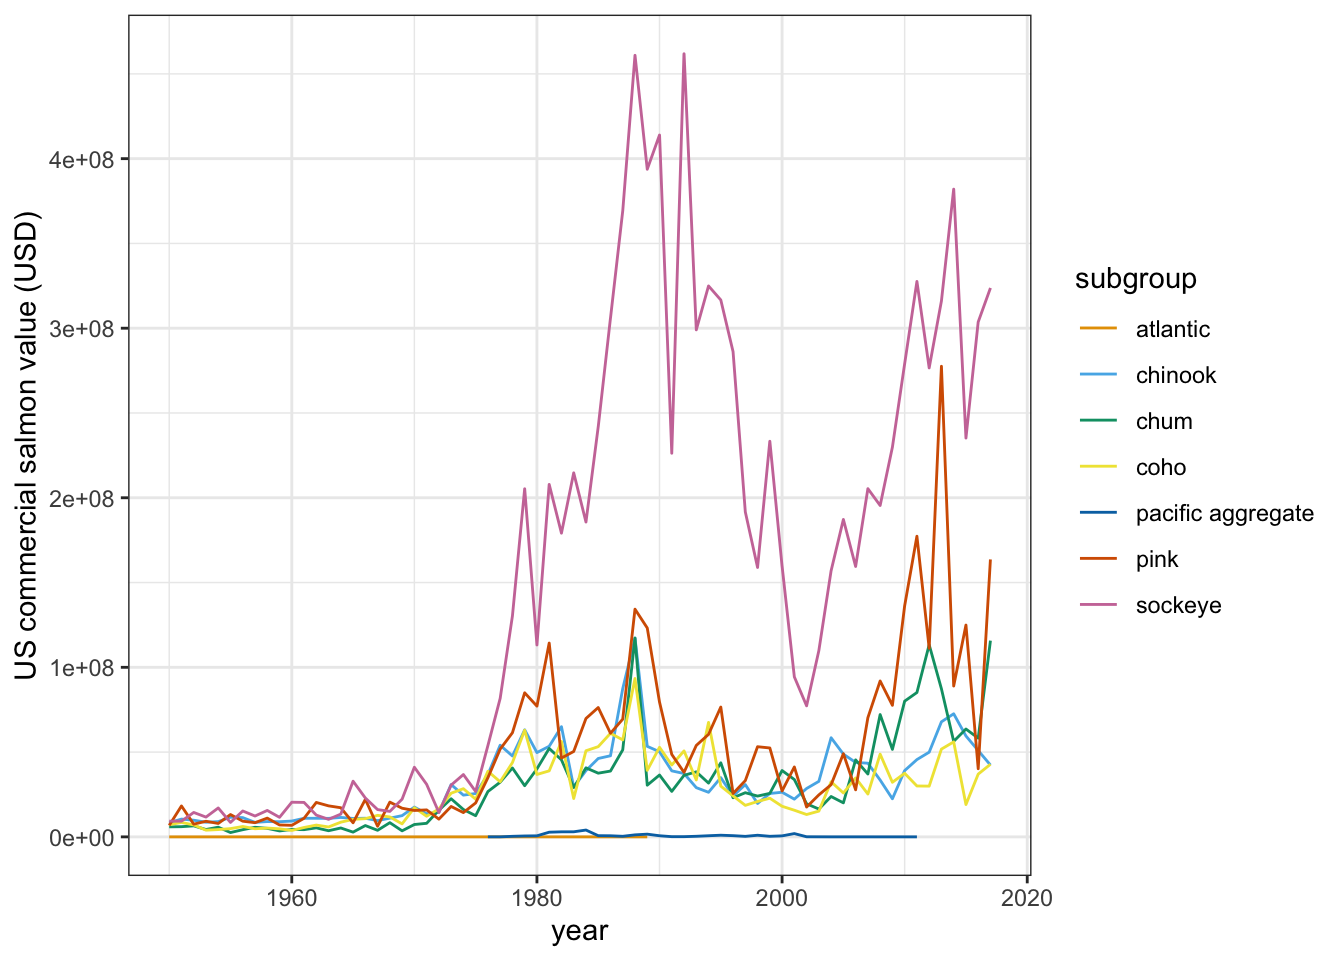 US commercial salmon value (USD)
4e+08
3e+08
2e+08
1e+08
0e+00
1960
1980
2000
2020
year
subgroup
atlantic
chinook
chum
coho
pacific aggregate
pink
sockeye